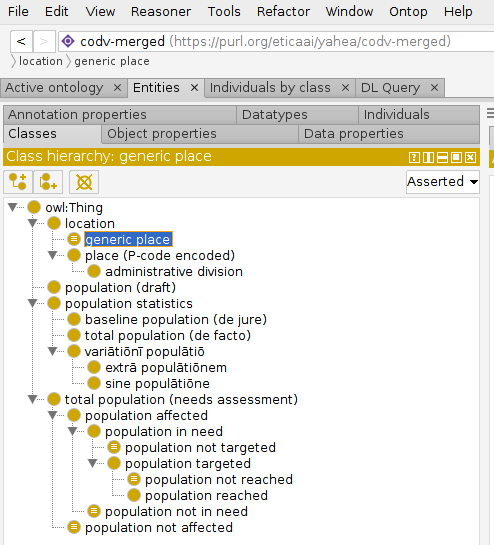 File Edit View Reasoner Tools Refactor Window Ontop Help
< > codv-merged (https://purl.org/eticaai/yahea/codv-merged)
location generic place
Active ontology × Entities × Individuals by class × DL Query ×
Annotation properties Datatypes Individuals
Classes Object properties Data properties
Class hierarchy: generic place
Asserted
owl:Thing
location
generic place
place (P-code encoded)
administrative division
population (draft)
population statistics
baseline population (de jure)
total population (de facto)
variātiōnī populātiō
extrā populātiōnem
sine populātiōne
total population (needs assessment)
population affected
population in need
population not targeted
population targeted
population not reached
population reached
population not in need
population not affected